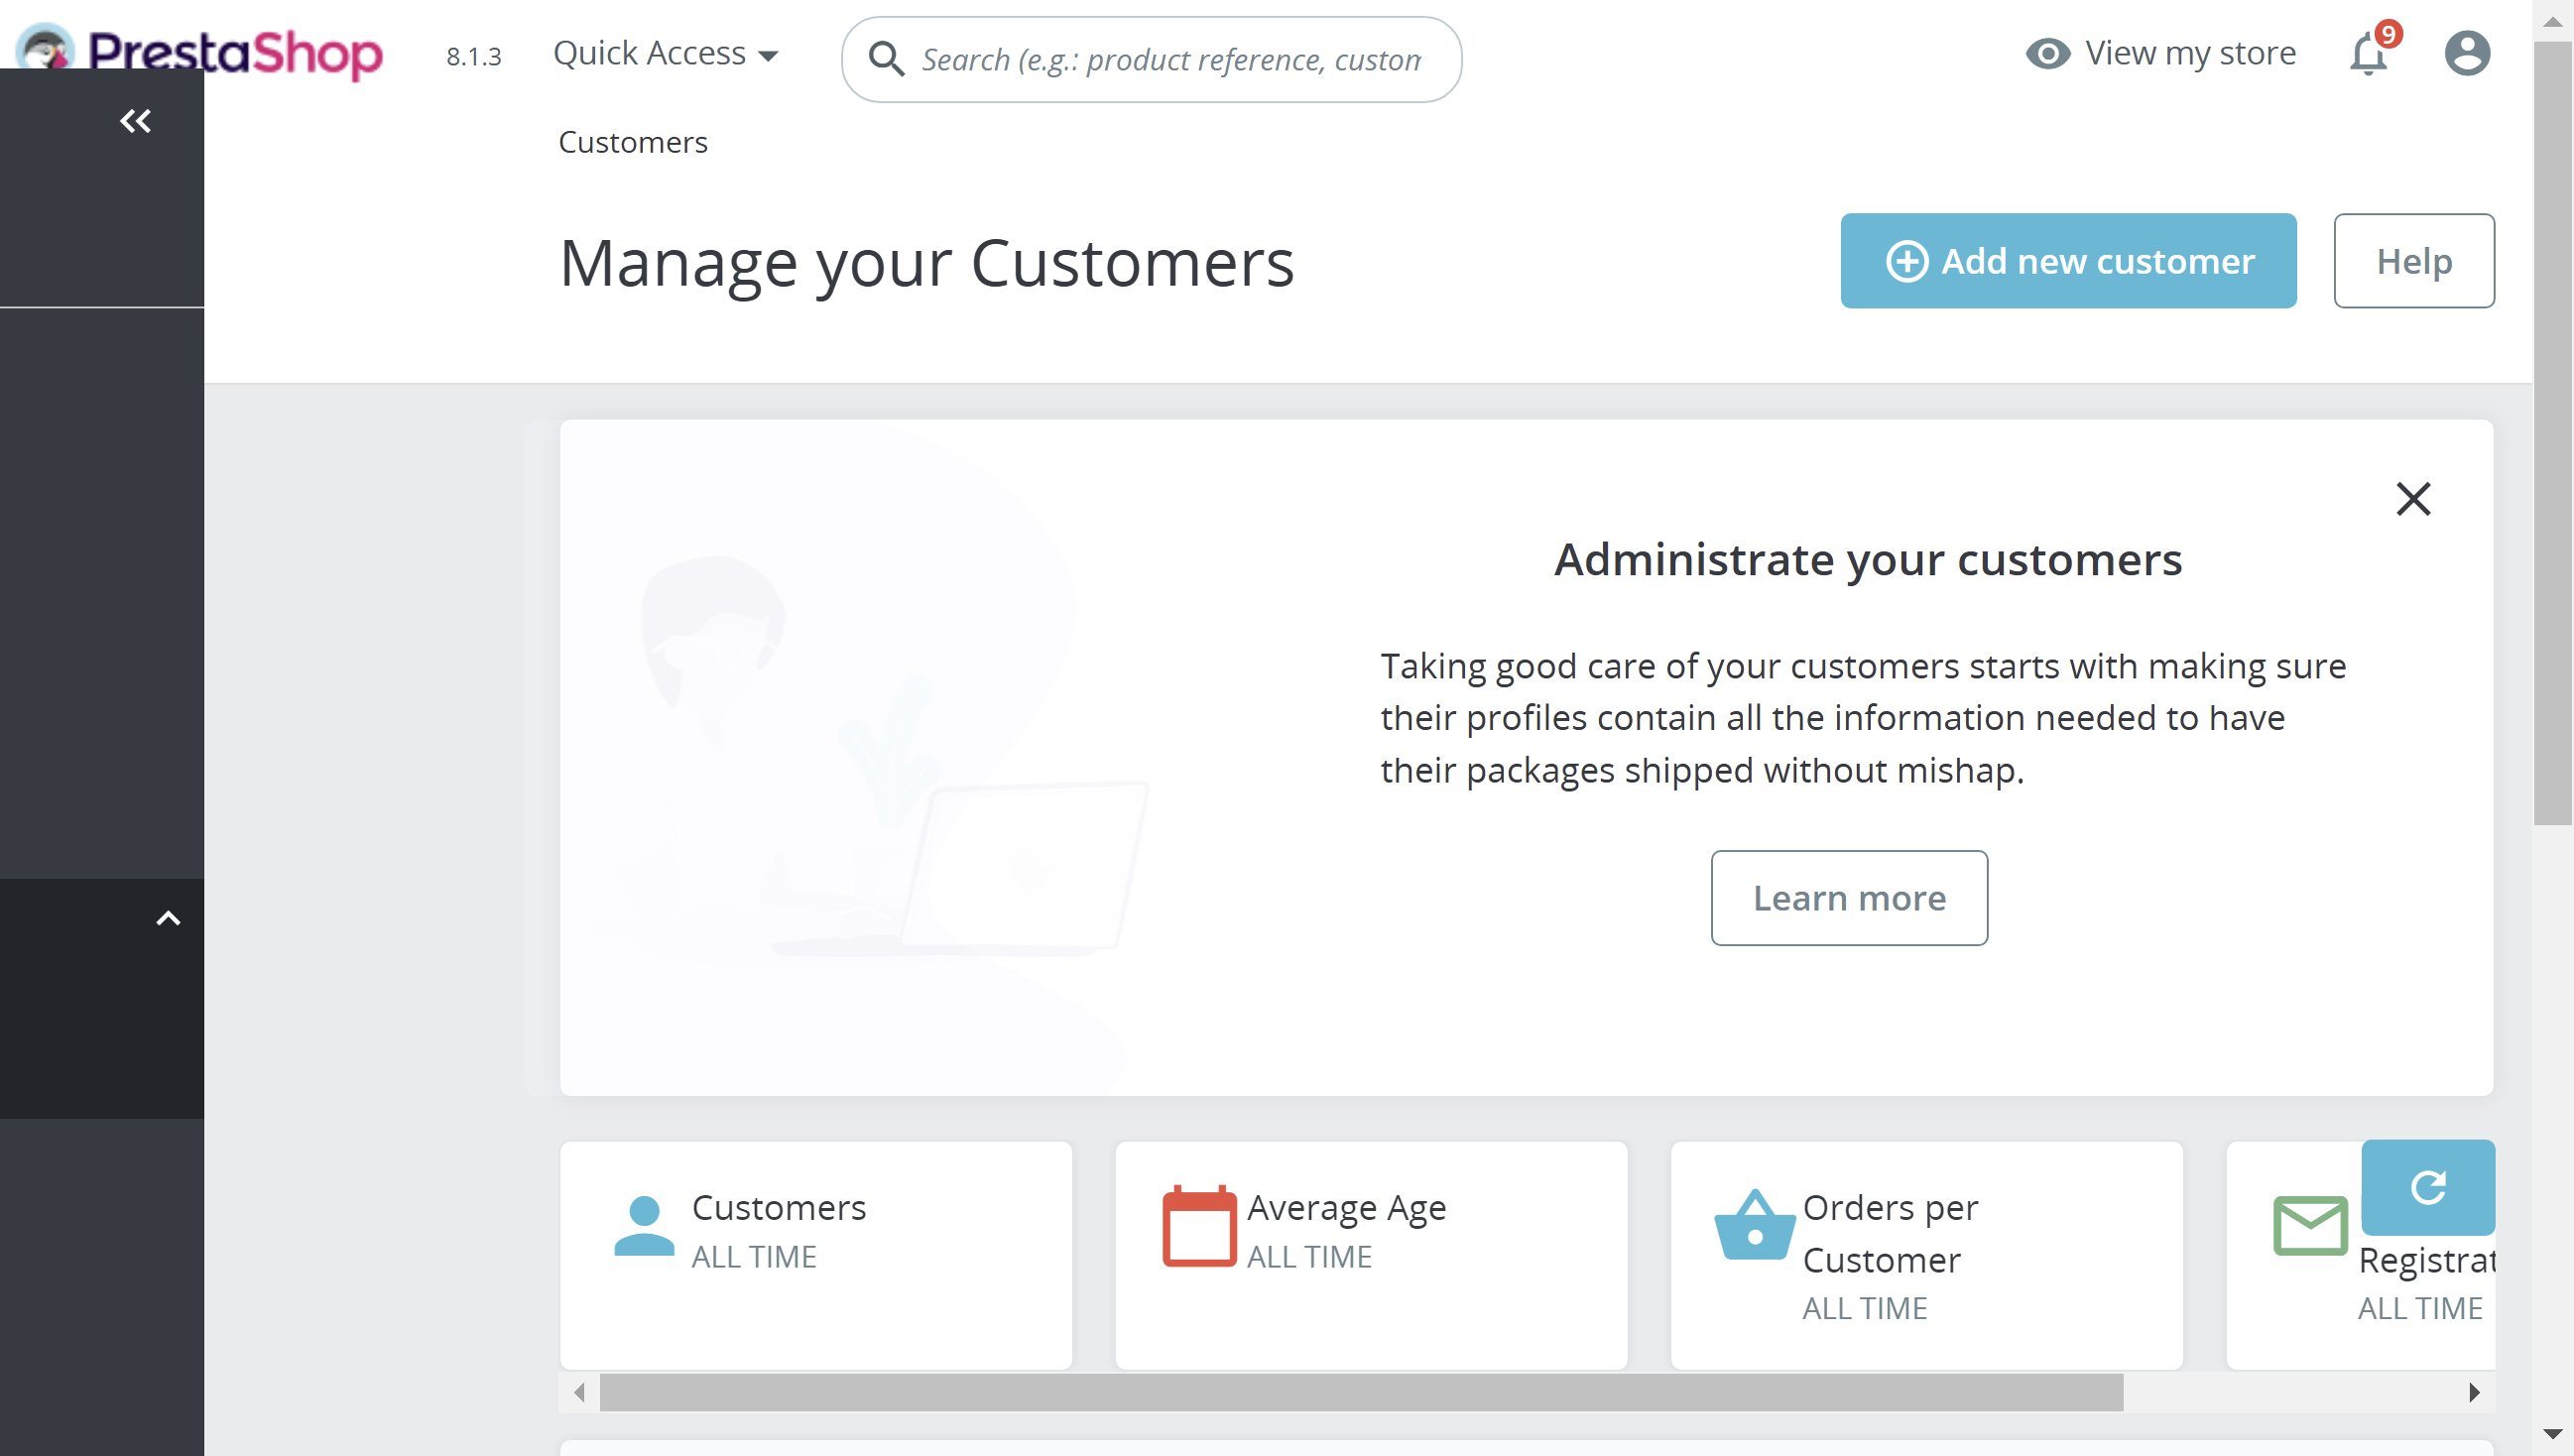 PrestaShop
8.1.3
Quick Access
Search (e.g.: product reference, custom
View my store
9
Customers
Manage your Customers
Add new customer
Help
Administrate your customers
Taking good care of your customers starts with making sure
their profiles contain all the information needed to have
their packages shipped without mishap.
Learn more
Customers
ALL TIME
Average Age
ALL TIME
Orders per
Customer
ALL TIME
Registrat
ALL TIME